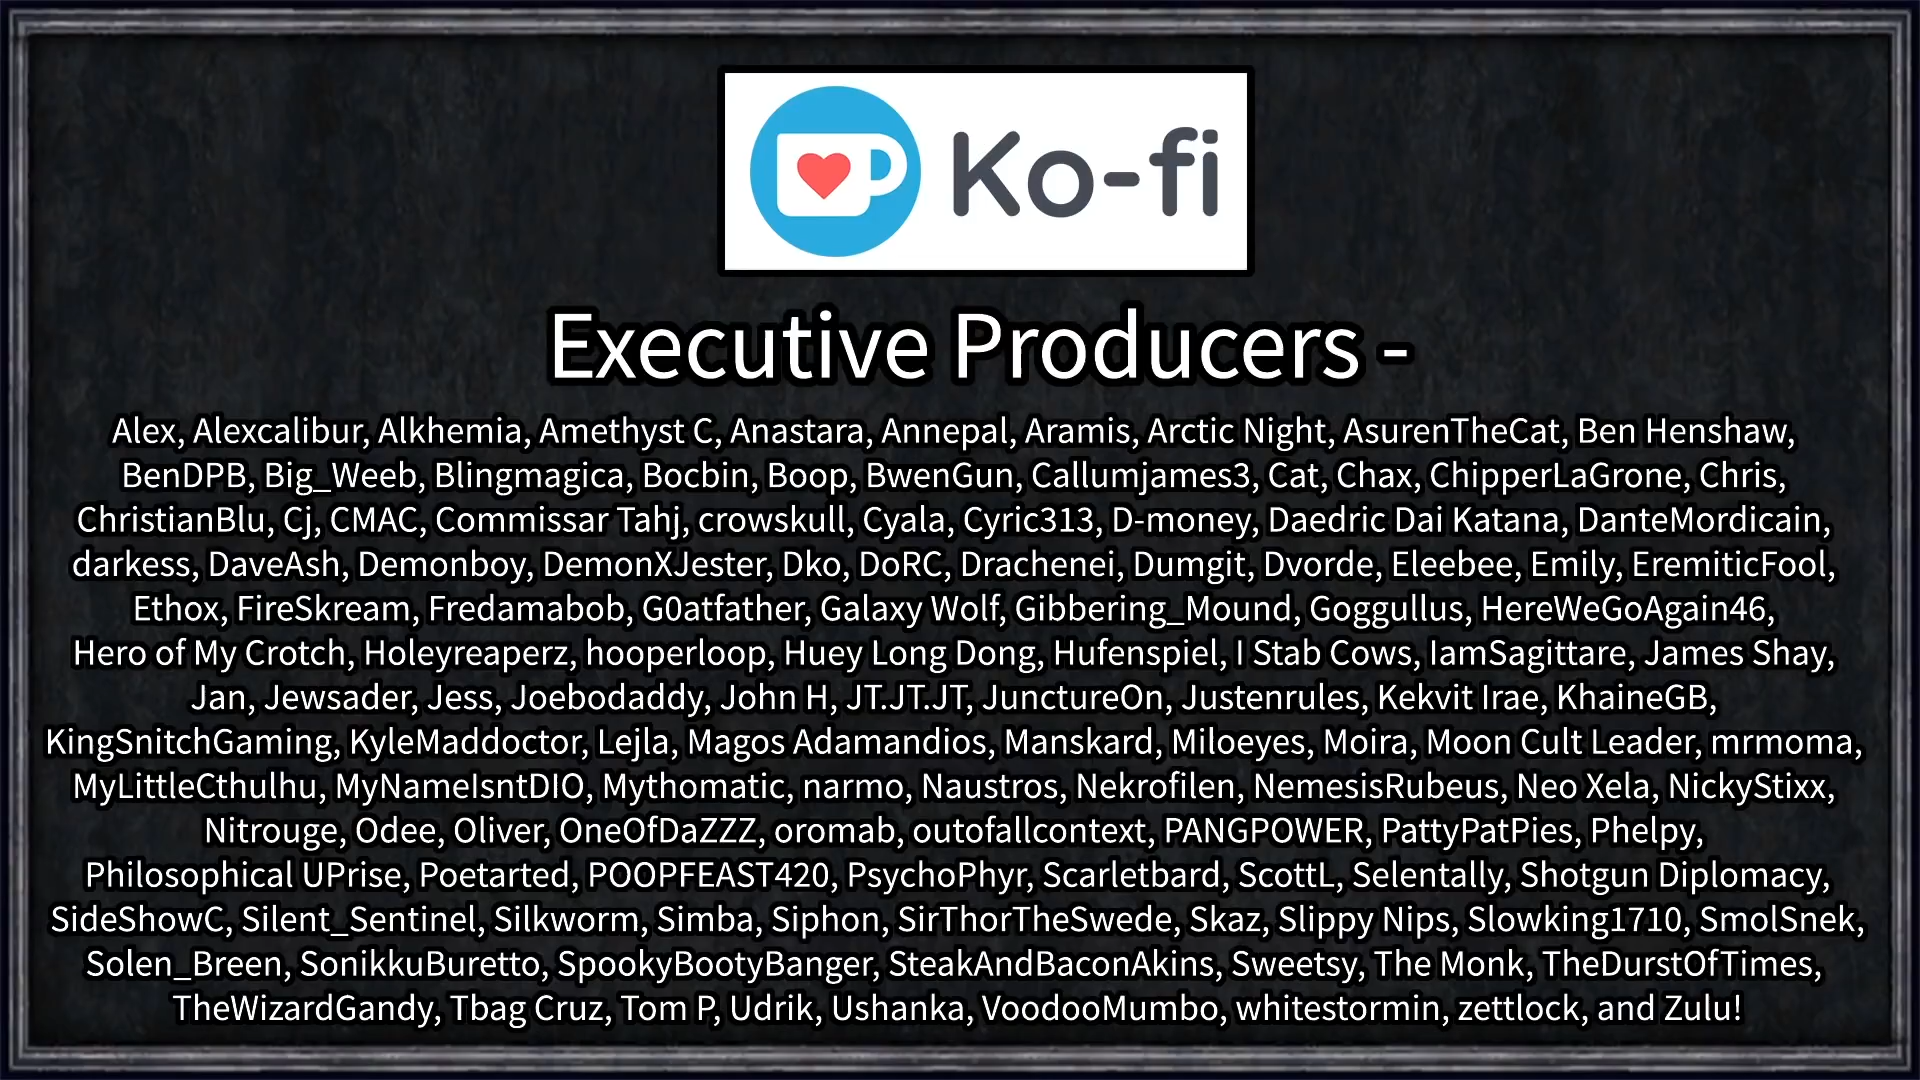 Ko-fi
Executive Producers -
Alex, Alexcalibur, Alkhemia, Amethyst C, Anastara, Annepal, Aramis, Arctic Night, AsurenTheCat, Ben Henshaw,
BenDPB, Big_Weeb, Blingmagica, Bocbin, Boop, BwenGun, Callumjames3, Cat, Chax, ChipperLaGrone, Chris,
ChristianBlu, Cj, CMAC, Commissar Tahj, crowskull, Cyala, Cyric313, D-money, Daedric Dai Katana, DanteMordicain,
darkess, DaveAsh, Demonboy, DemonXJester, Dko, DoRC, Drachenei, Dumgit, Dvorde, Eleebee, Emily, EremiticFool,
Ethox, FireSkream, Fredamabob, G0atfather, Galaxy Wolf, Gibbering_Mound, Goggullus, HereWeGoAgain46,
Hero of My Crotch, Holeyreaperz, hooperloop, Huey Long Dong, Hufenspiel, I Stab Cows, IamSagittare, James Shay,
Jan, Jewsader, Jess, Joebodaddy, John H, JT.JT.JT, JunctureOn, Justenrules, Kekvit Irae, KhaineGB,
KingSnitchGaming, KyleMaddoctor, Lejla, Magos Adamandios, Manskard, Miloeyes, Moira, Moon Cult Leader, mrmoma,
MyLittleCthulhu, MyNameIsntDIO, Mythomatic, narmo, Naustros, Nekrofilen, NemesisRubeus, Neo Xela, NickyStixx,
Nitrouge, Odee, Oliver, OneOfDaZZZ, oromab, outofallcontext, PANGPOWER, PattyPatPies, Phelpy,
Philosophical UPrise, Poetarted, POOPFEAST420, PsychoPhyr, Scarletbard, ScottL, Selentally, Shotgun Diplomacy,
SideShowC, Silent_Sentinel, Silkworm, Simba, Siphon, SirThorTheSwede, Skaz, Slippy Nips, Slowking1710, SmolSnek,
Solen_Breen, SonikkuBuretto, SpookyBootyBanger, SteakAndBaconAkins, Sweetsy, The Monk, TheDurstOfTimes,
TheWizardGandy, Tbag Cruz, Tom P, Udrik, Ushanka, VoodooMumbo, whitestormin, zettlock, and Zulu!